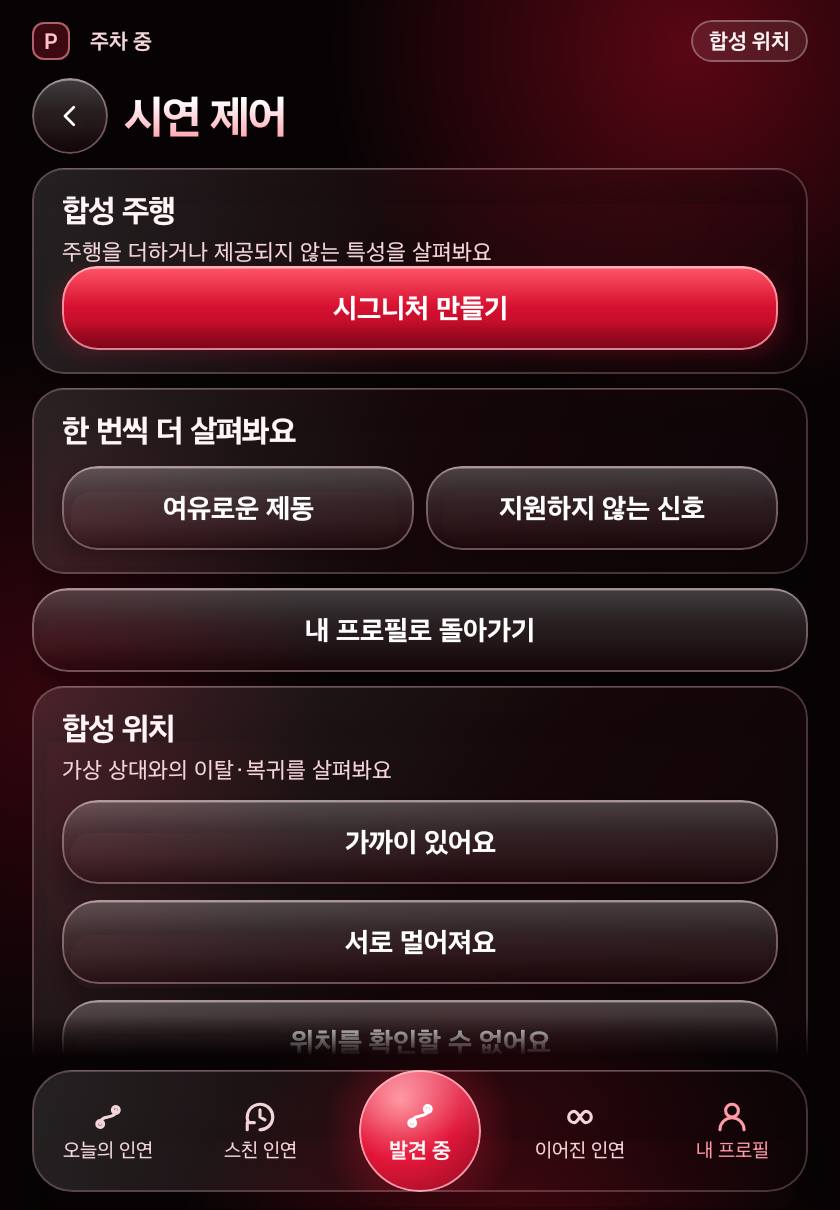 P 주차 중
합성 위치
시연 제어
합성 주행
주행을 더하거나 제공되지 않는 특성을 살펴봐요
시그니처 만들기
한 번씩 더 살펴봐요
여유로운 제동
지원하지 않는 신호
내 프로필로 돌아가기
합성 위치
가상 상대와의 이탈·복귀를 살펴봐요
가까이 있어요
서로 멀어져요
위치를 확인할 수 없어요
오늘의 인연
스친 인연
발견 중
이어진 인연
내 프로필